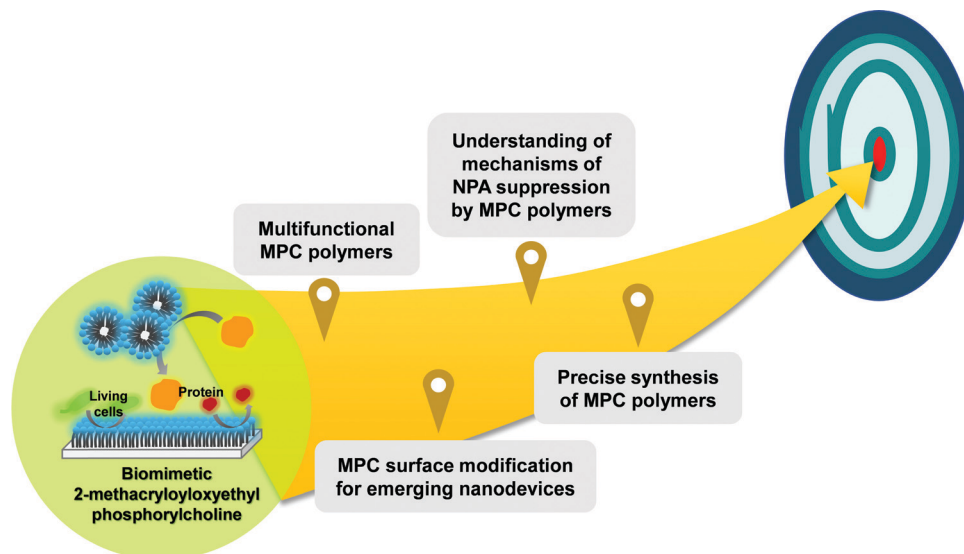 Understanding of
mechanisms of
NPA suppression
by MPC polymers
Multifunctional
MPC polymers
Precise synthesis
of MPC polymers
Living
cells
Protein
MPC surface modification
for emerging nanodevices
Biomimetic
2-methacryloyloxyethyl
phosphorylcholine